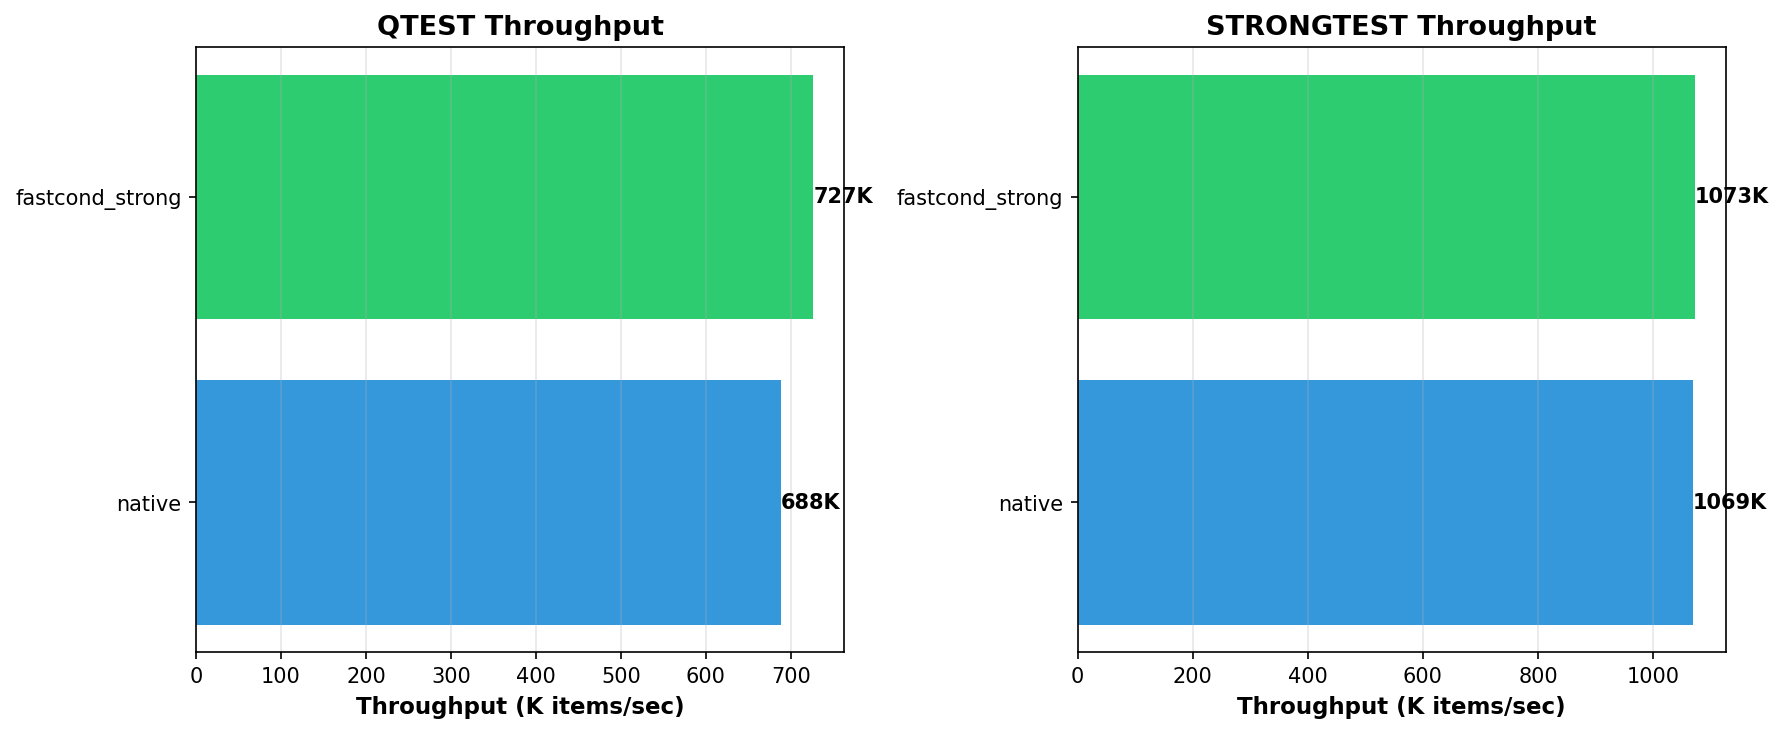 QTEST Throughput
fastcond_strong
727K
native
688K
0 100 200 300 400 500 600 700
Throughput (K items/sec)
STRONGTEST Throughput
fastcond_strong
1073K
native
1069K
0 200 400 600 800 1000
Throughput (K items/sec)